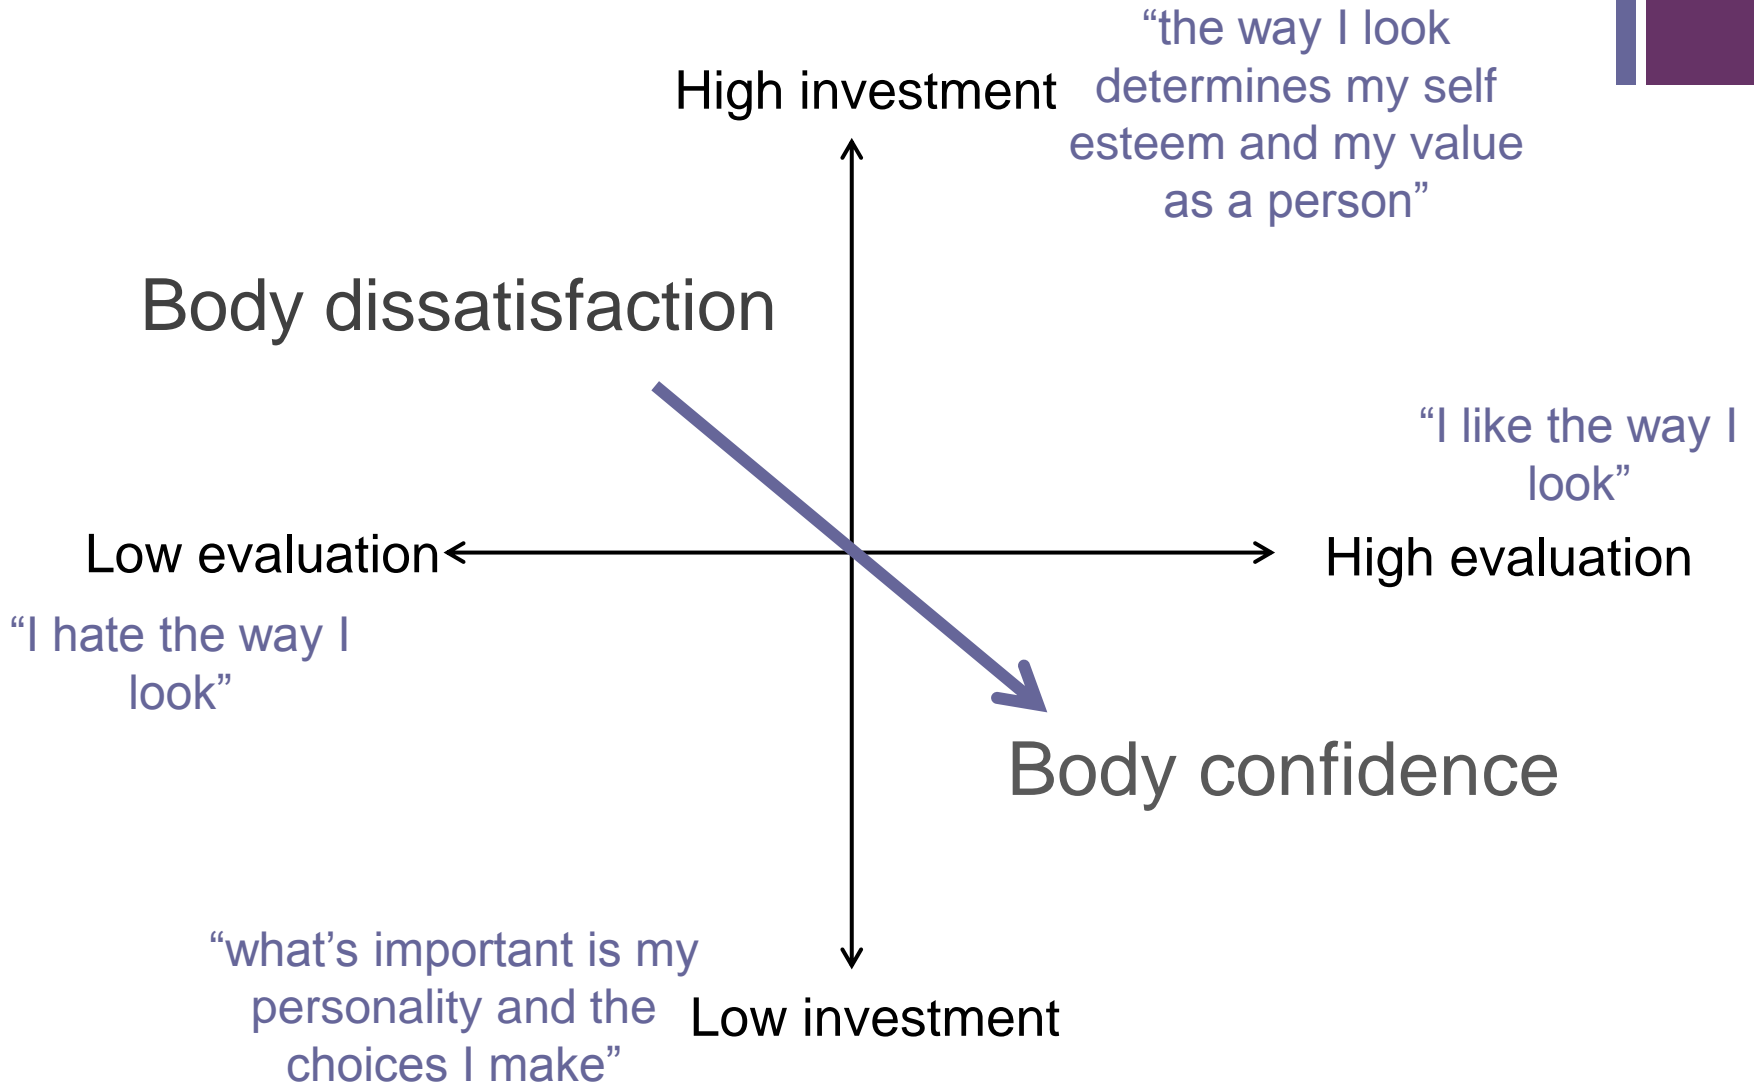 “the way I look
determines my self
esteem and my value
as a person”
High investment
Body dissatisfaction
“I like the way I
look”
Low evaluation
High evaluation
“I hate the way I
look”
Body confidence
“what’s important is my
personality and the
choices I make”
Low investment